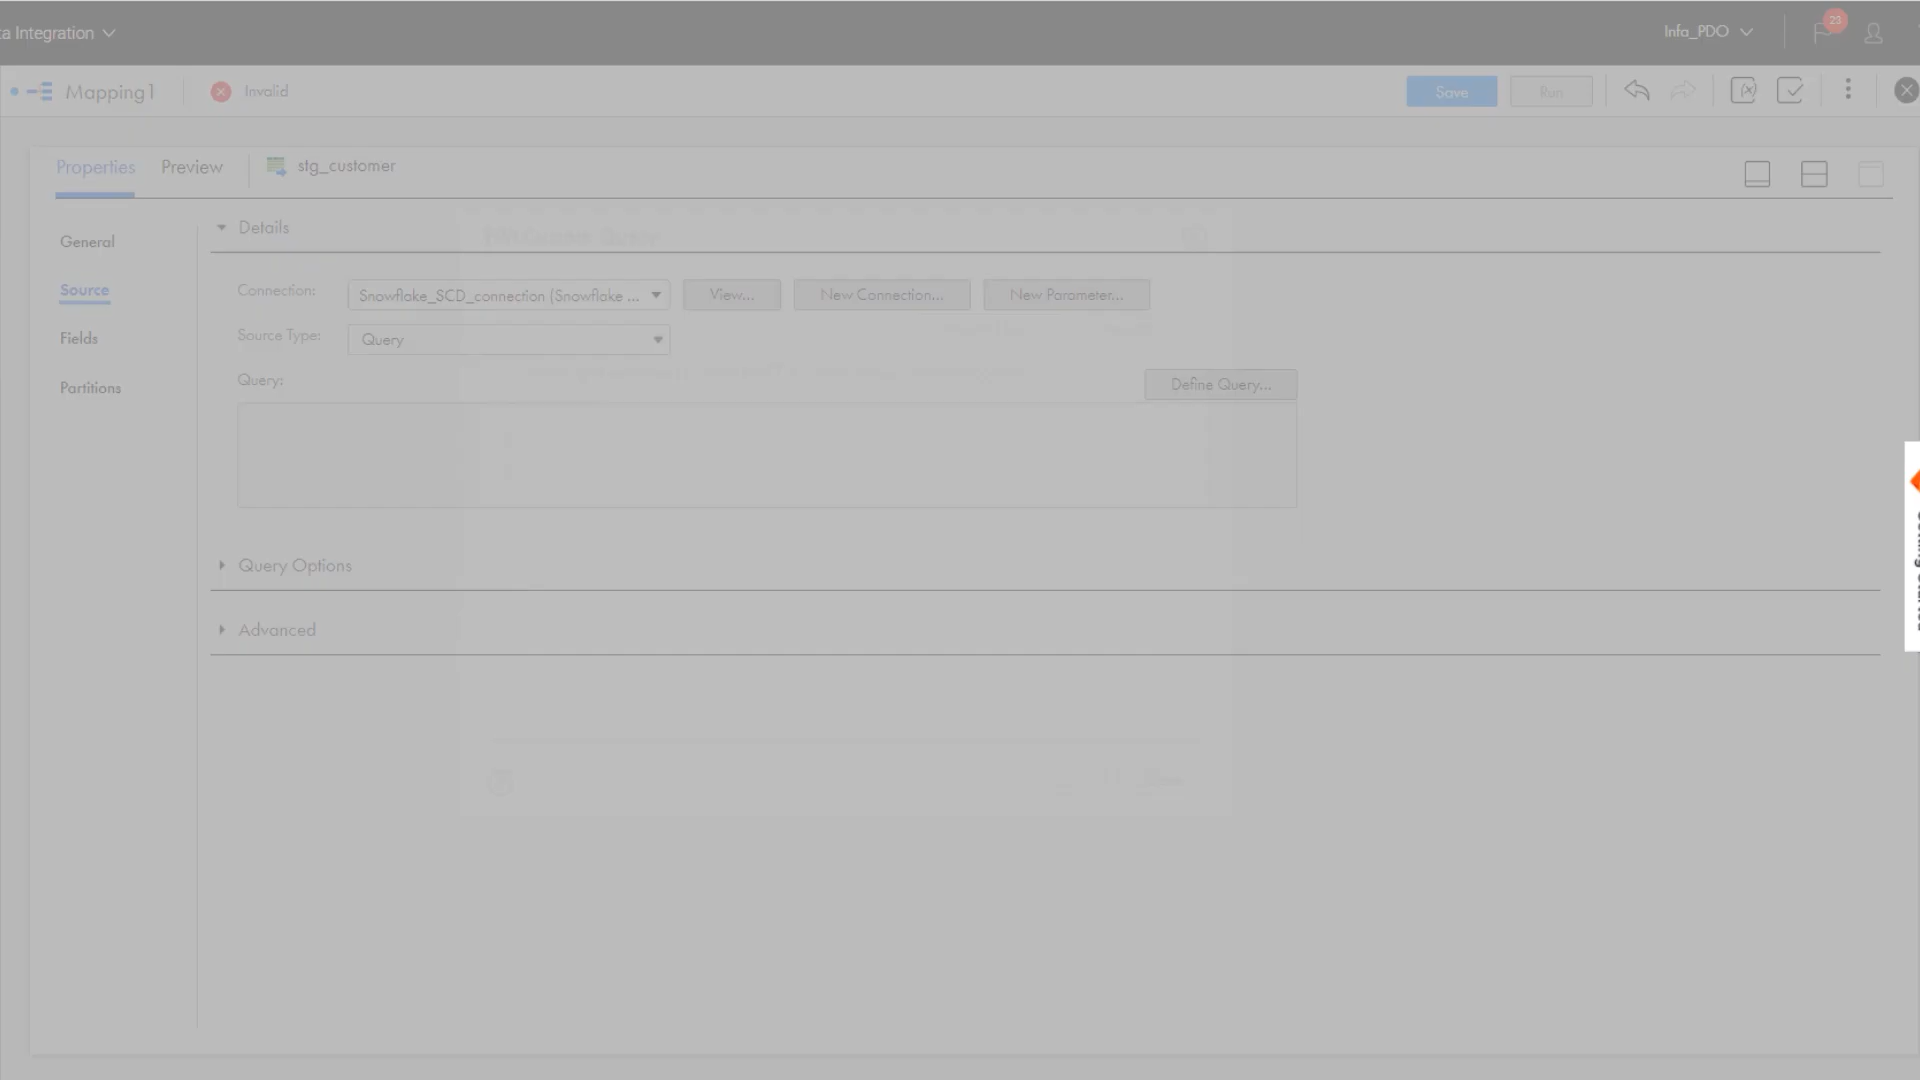 ta Integration
Infa_PDO
23
Mapping1
Invalid
Save
Run
Properties
Preview
stg_customer
General
Source
Fields
Partitions
Details
Connection:
Snowflake_SCD_connection (Snowflake ...
View...
New Connection...
New Parameter...
Source Type:
Query
Query:
Define Query...
Query Options
Advanced